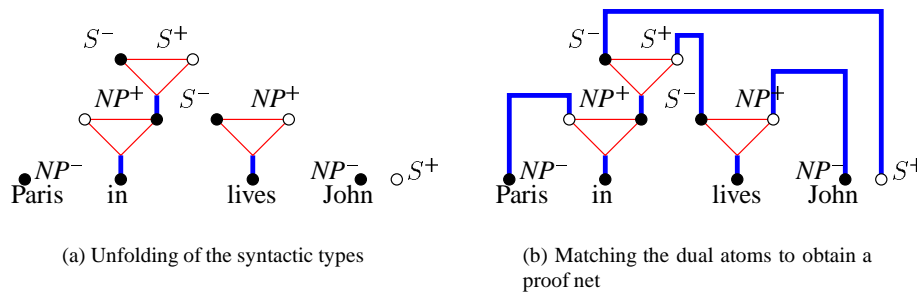 S⁻ S⁺ S⁻ S⁺
NP⁺ S⁻ NP⁺ NP⁺ S⁻ NP⁺
NP⁻ NP⁻ S⁺ NP⁻ NP⁻ S⁺
Paris in lives John Paris in lives John
(a) Unfolding of the syntactic types
(b) Matching the dual atoms to obtain a
proof net